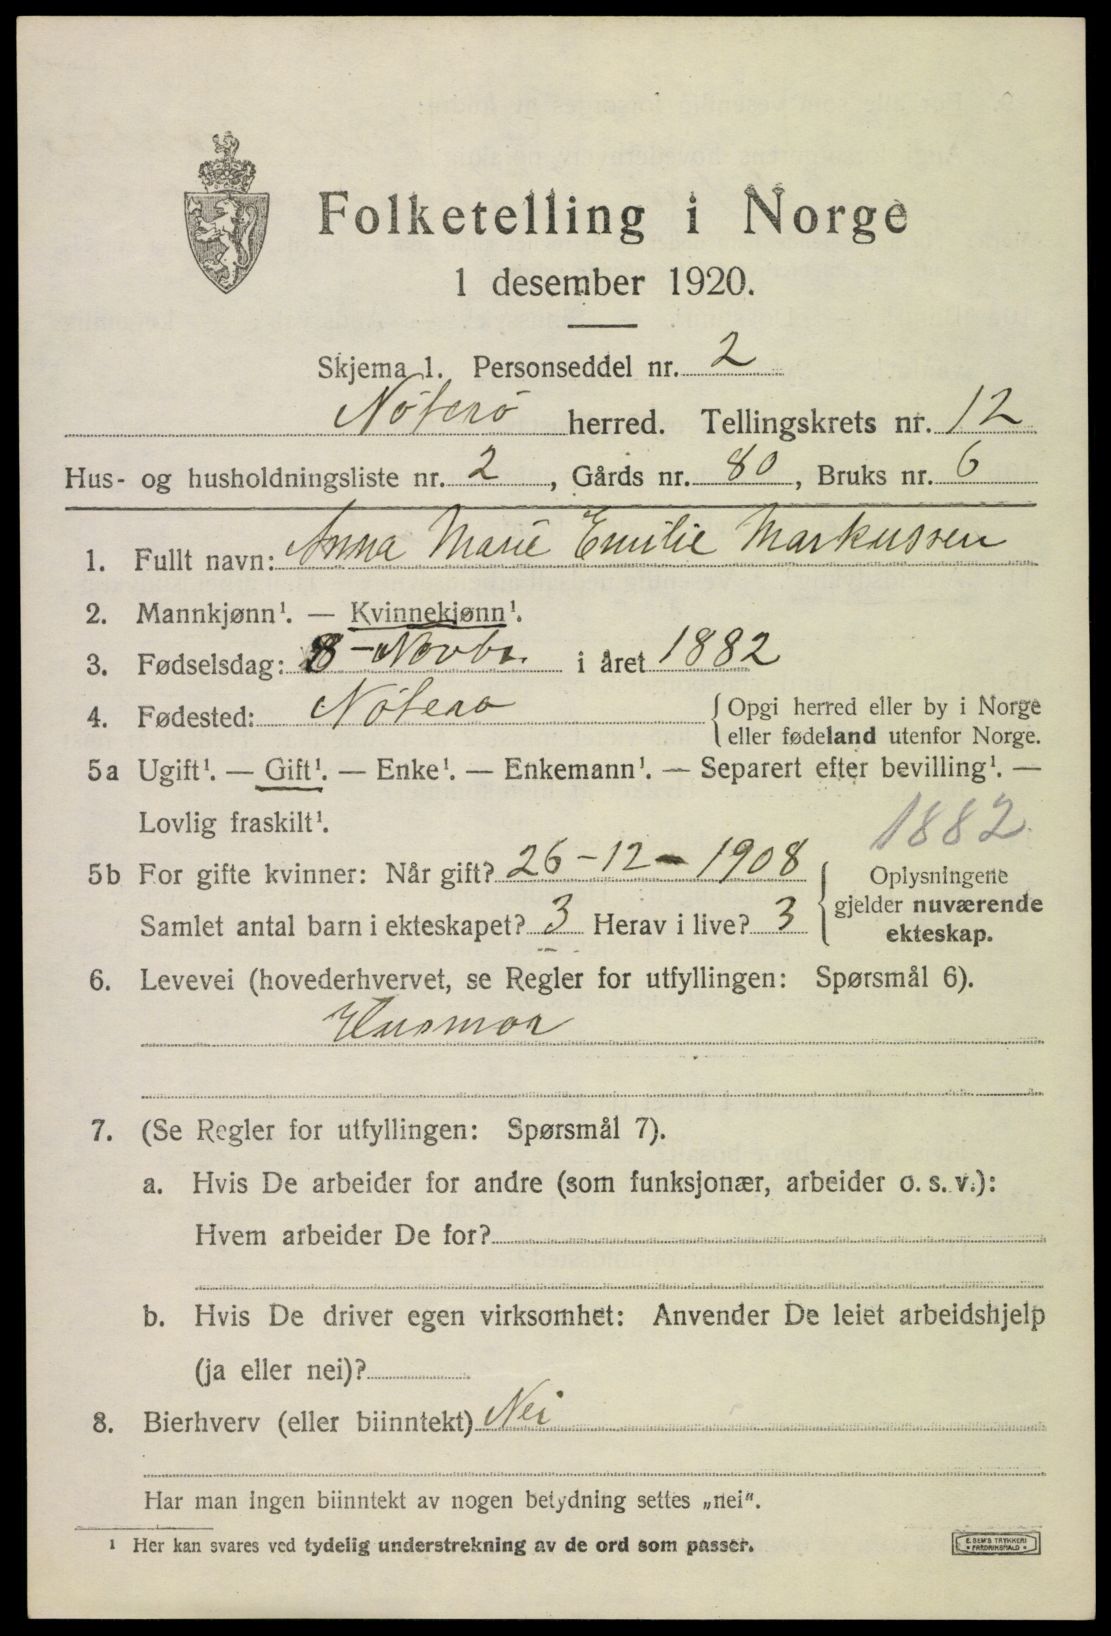 Folketelling i Norge
1 desember 1920.
Skjema 1. Personseddel nr. 2
Nøterø herred. Tellingskrets nr. 12
Hus- og husholdningsliste nr. 2, Gårds nr. 80, Bruks nr. 6
1. Fullt navn: Anna Marie Emilie Markussen
2. Mannkjønn¹. — Kvinnekjønn¹.
3. Fødselsdag: 8-Novbr. i året 1882
4. Fødested: Nøterø {Opgi herred eller by i Norge
eller fødeland utenfor Norge.
5a Ugift¹. — Gift¹. — Enke¹. — Enkemann¹. — Separert efter bevilling¹. —
Lovlig fraskilt¹.
1882
5b For gifte kvinner: Når gift? 26-12-1908 { Oplysningene
gjelder nuværende
Samlet antal barn i ekteskapet? 3 Herav i live? 3
ekteskap.
6. Levevei (hovederhvervet, se Regler for utfyllingen: Spørsmål 6).
Husmor
7. (Se Regler for utfyllingen: Spørsmål 7).
a. Hvis De arbeider for andre (som funksjonær, arbeider o. s. v.):
Hvem arbeider De for?
b. Hvis De driver egen virksomhet: Anvender De leiet arbeidshjelp
(ja eller nei)?
8. Bierhverv (eller biinntekt) Nei
Har man ingen biinntekt av nogen betydning settes „nei".
¹ Her kan svares ved tydelig understrekning av de ord som passer.
E. SEM'S TRYKKERI
FREDRIKSHALD